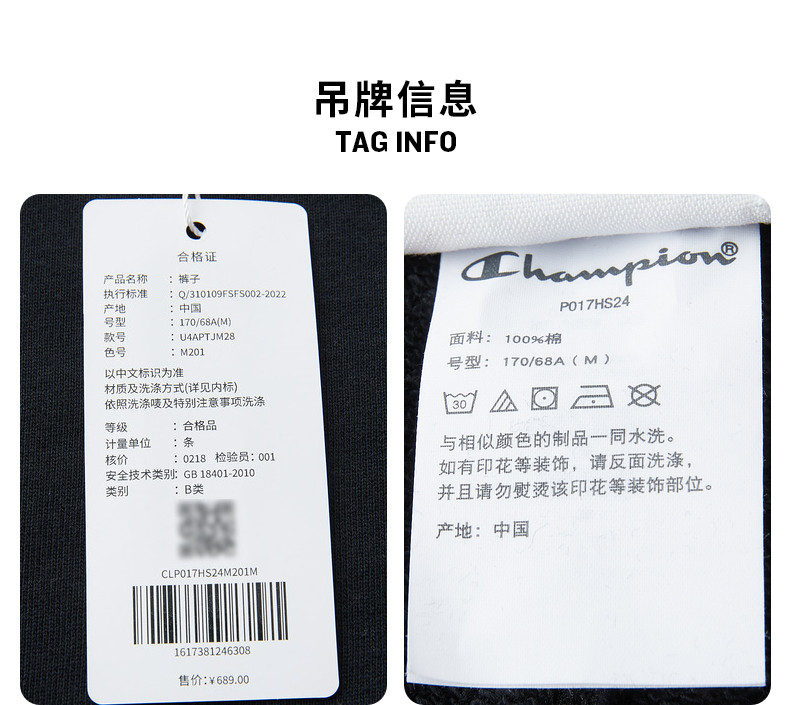 吊牌信息
TAG INFO
合格证
产品名称 : 裤子
执行标准 : Q/310109FSFS002-2022
产地 : 中国
号型 : 170/68A(M)
款号 : U4APTJM28
色号 : M201
以中文标识为准
材质及洗涤方式(详见内标)
依照洗涤唛及特别注意事项洗涤
等级 : 合格品
计量单位 : 条
核价 : 0218 检验员: 001
安全技术类别: GB 18401-2010
类别 : B类
CLP017HS24M201M
1617381246308
售价:¥689.00
Champion®
P017HS24
面料: 100%棉
号型: 170/68A ( M )
30
与相似颜色的制品一同水洗。
如有印花等装饰，请反面洗涤，
并且请勿熨烫该印花等装饰部位。
产地: 中国